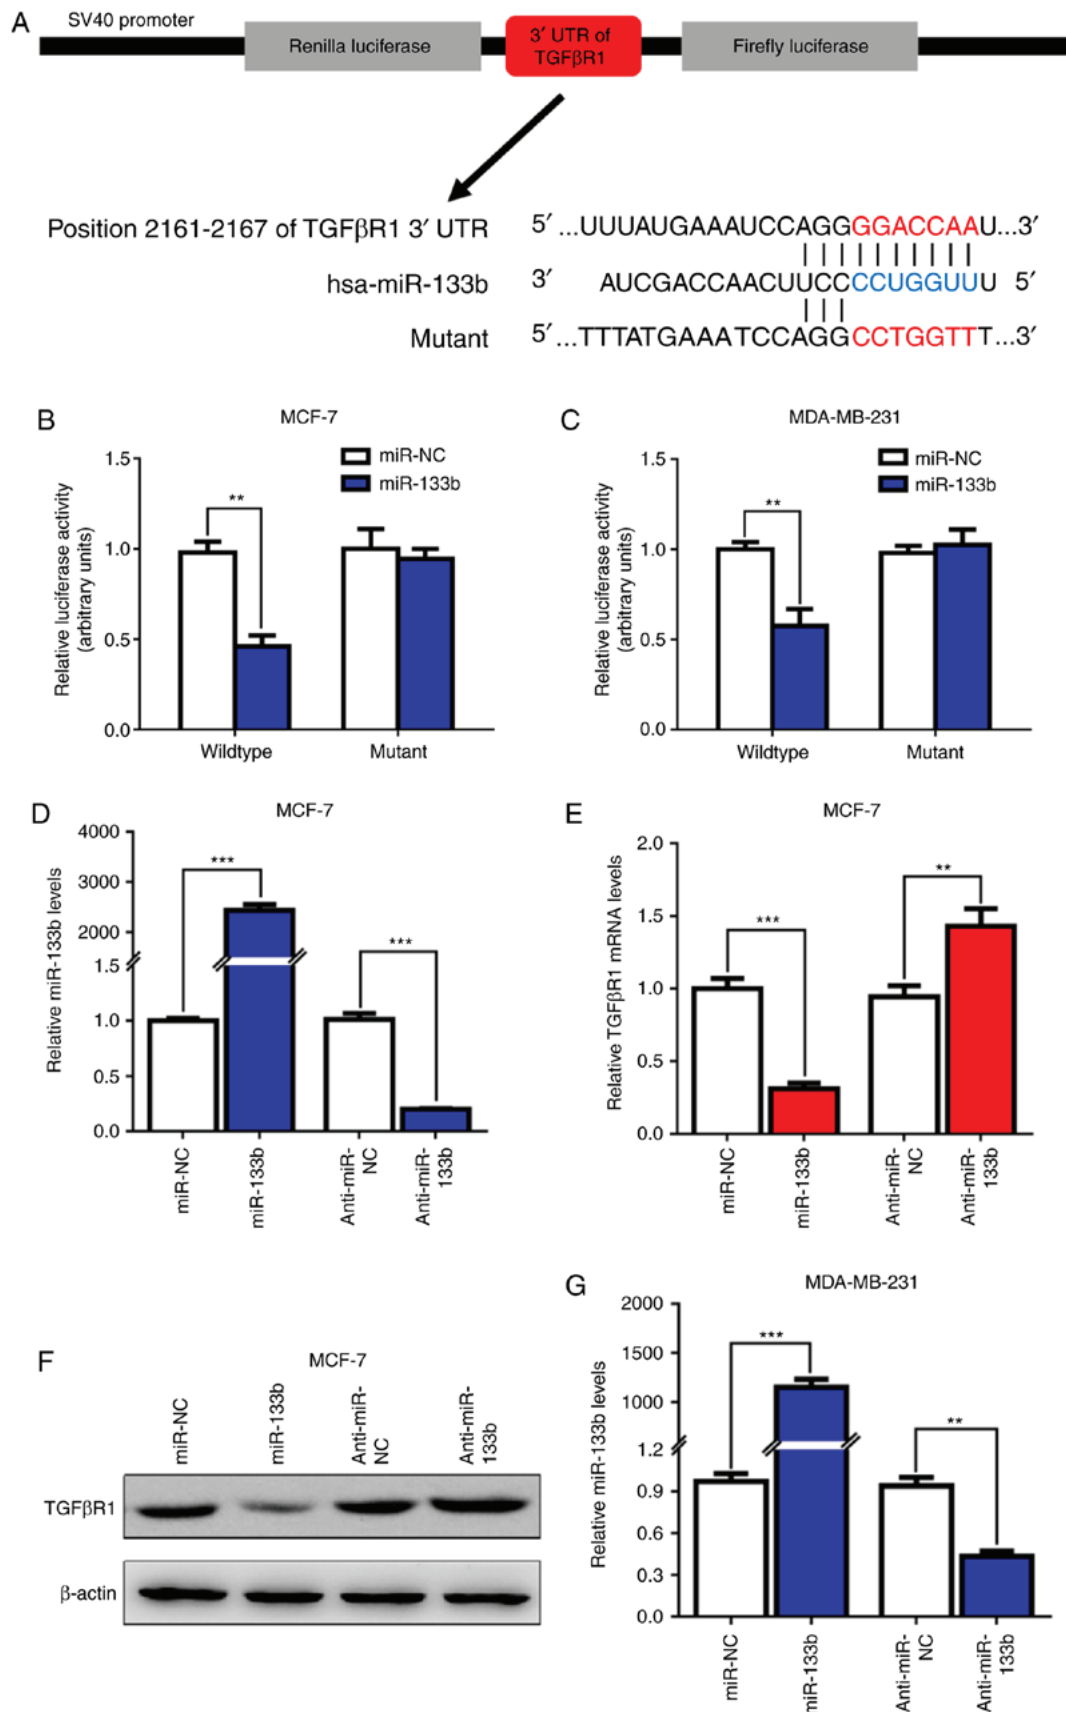 A
SV40 promoter
Renilla luciferase
3′ UTR of
TGFβR1
Firefly luciferase
Position 2161-2167 of TGFβR1 3′ UTR
5′ ...UUUAUGAAAUCCAGGGGACCAAU...3′
hsa-miR-133b
3′ AUCGACCAACUUCCCCUGGUUU 5′
Mutant
5′ ...TTTATGAAATCCAGGCCTGGTTT...3′
B
MCF-7
miR-NC
miR-133b
Relative luciferase activity
(arbitrary units)
1.5
**
1.0
0.5
0.0
Wildtype
Mutant
C
MDA-MB-231
miR-NC
miR-133b
Relative luciferase activity
(arbitrary units)
1.5
**
1.0
0.5
0.0
Wildtype
Mutant
D
MCF-7
Relative miR-133b levels
4000
3000
2000
1.5
1.0
0.5
0.0
***
***
miR-NC
miR-133b
Anti-miR-
NC
Anti-miR-
133b
E
MCF-7
Relative TGFβR1 mRNA levels
2.0
1.5
1.0
0.5
0.0
***
**
miR-NC
miR-133b
Anti-miR-
NC
Anti-miR-
133b
F
MCF-7
miR-NC
miR-133b
Anti-miR-
NC
Anti-miR-
133b
TGFβR1
β-actin
G
MDA-MB-231
Relative miR-133b levels
2000
1500
1000
1.2
0.9
0.6
0.3
0.0
***
**
miR-NC
miR-133b
Anti-miR-
NC
Anti-miR-
133b